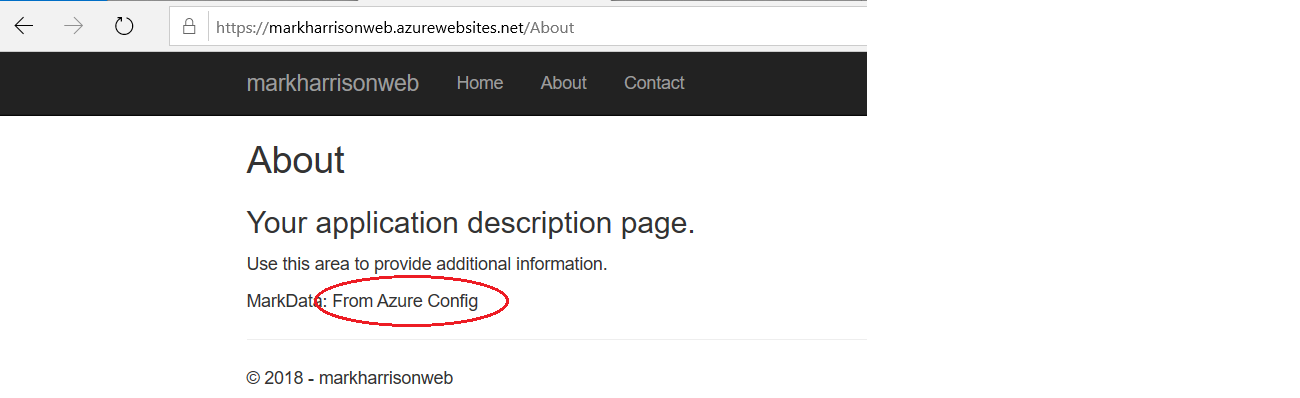 https://markharrisonweb.azurewebsites.net/About
markharrisonweb Home About Contact
About
Your application description page.
Use this area to provide additional information.
MarkData: From Azure Config
© 2018 - markharrisonweb